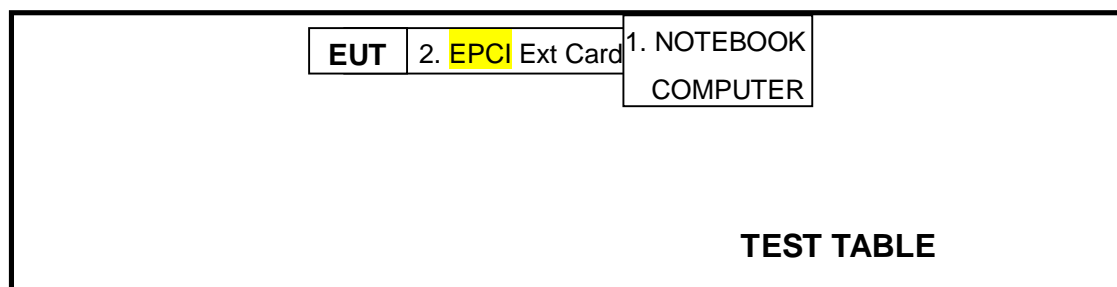 EUT
2. EPCI Ext Card
1. NOTEBOOK
COMPUTER
TEST TABLE